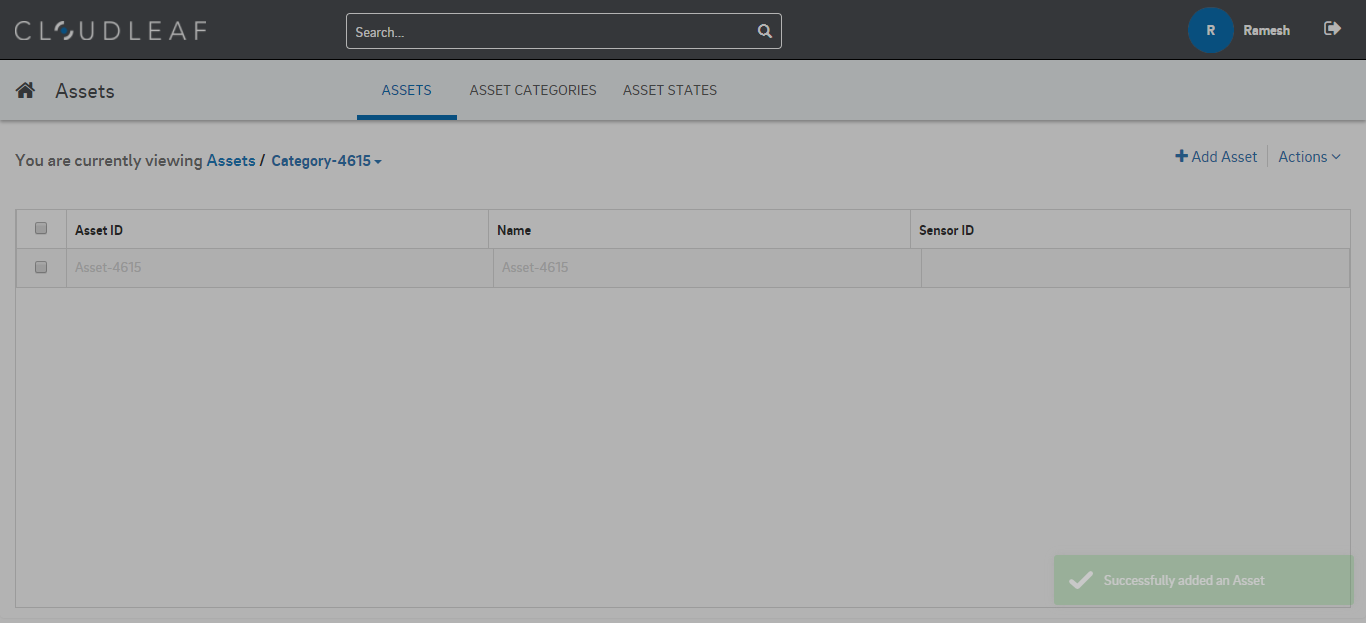 CLOUDLEAF
Search...
R
Ramesh
Assets
ASSETS
ASSET CATEGORIES
ASSET STATES
You are currently viewing Assets / Category-4615
Add Asset
Actions
Asset ID
Name
Sensor ID
Asset-4615
Asset-4615
Successfully added an Asset